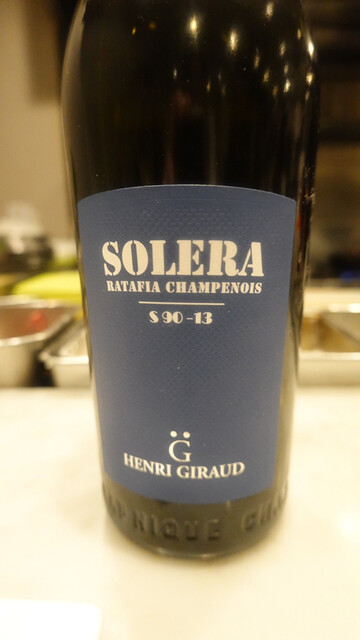 SOLERA
RATAFIA CHAMPENOIS
S 90-13
G̈
HENRI GIRAUD